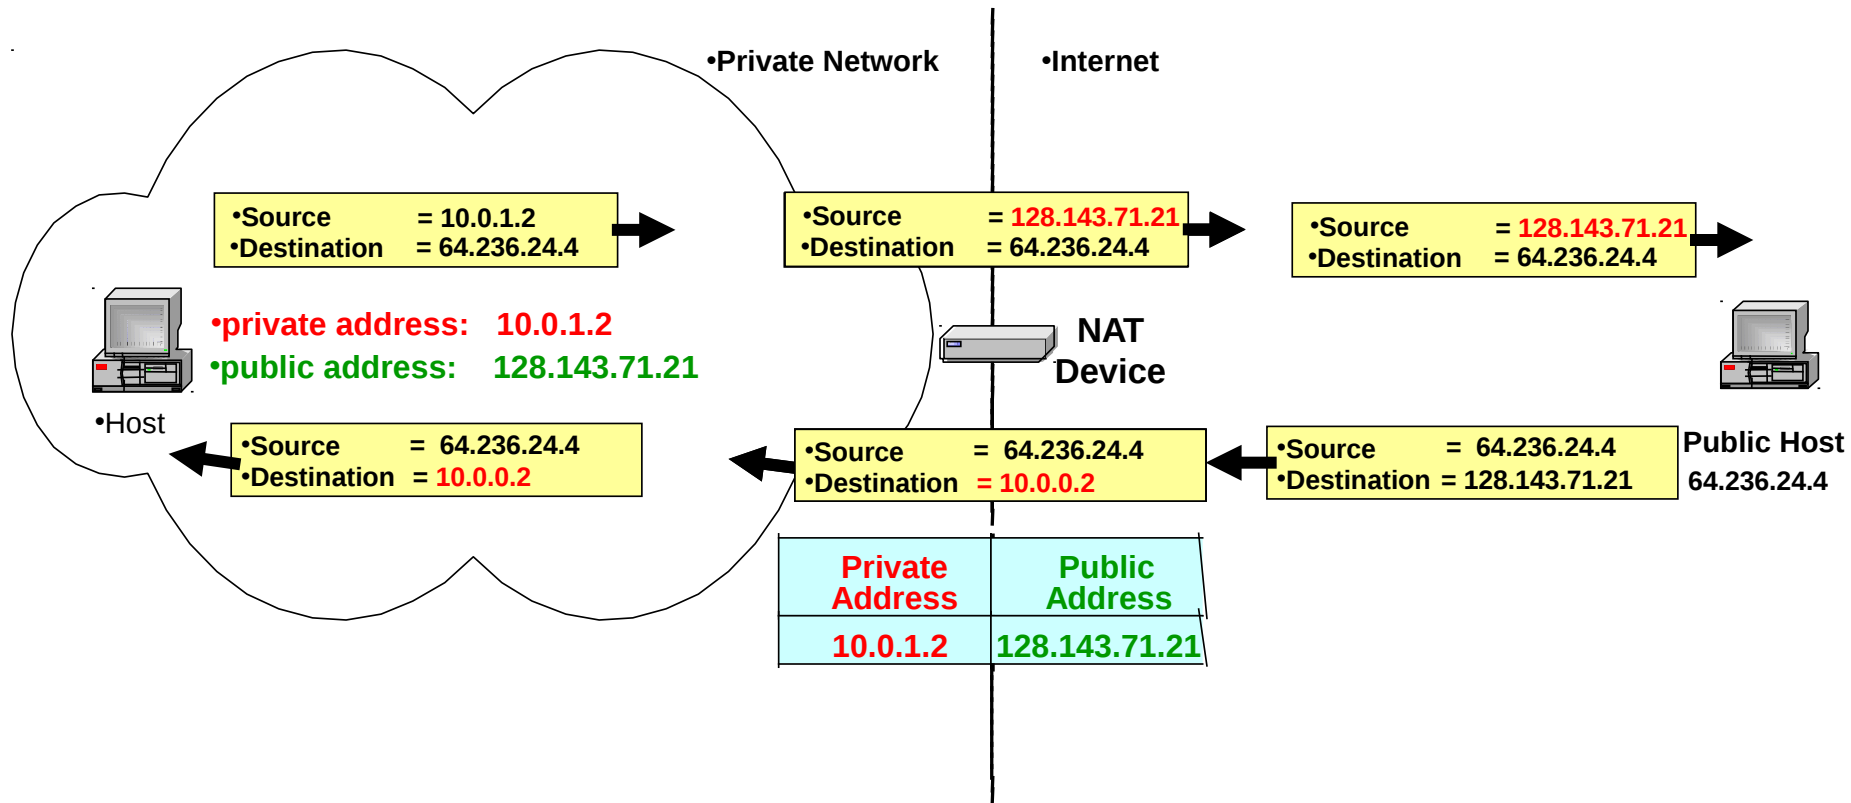 •Private Network
•Internet
•Source = 10.0.1.2
•Destination = 64.236.24.4
•Source = 128.143.71.21
•Destination = 64.236.24.4
•Source = 128.143.71.21
•Destination = 64.236.24.4
•private address: 10.0.1.2
•public address: 128.143.71.21
NAT
Device
•Host
•Source = 64.236.24.4
•Destination = 10.0.0.2
•Source = 64.236.24.4
•Destination = 10.0.0.2
•Source = 64.236.24.4
•Destination = 128.143.71.21
Public Host
64.236.24.4
Private
Address
Public
Address
10.0.1.2
128.143.71.21